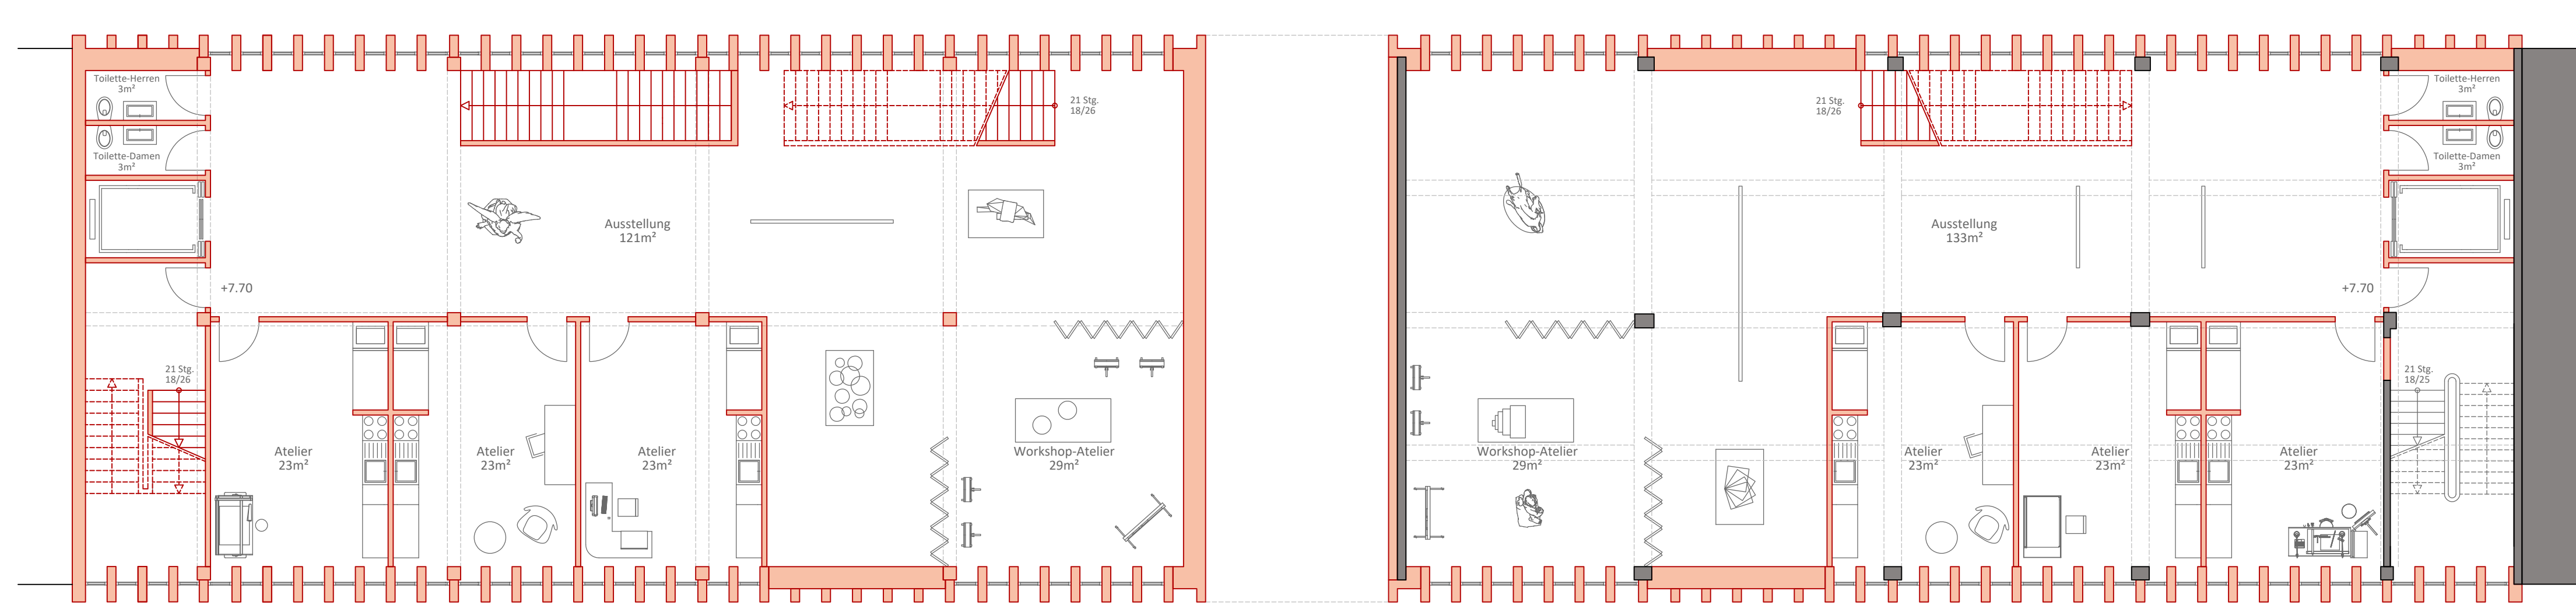 Toilette-Herren
3m²
Toilette-Damen
3m²
+7.70
21 Stg.
18/26
Ausstellung
121m²
21 Stg.
18/26
Atelier
23m²
Atelier
23m²
Atelier
23m²
Workshop-Atelier
29m²
21 Stg.
18/26
Ausstellung
133m²
Toilette-Herren
3m²
Toilette-Damen
3m²
+7.70
21 Stg.
18/25
Workshop-Atelier
29m²
Atelier
23m²
Atelier
23m²
Atelier
23m²